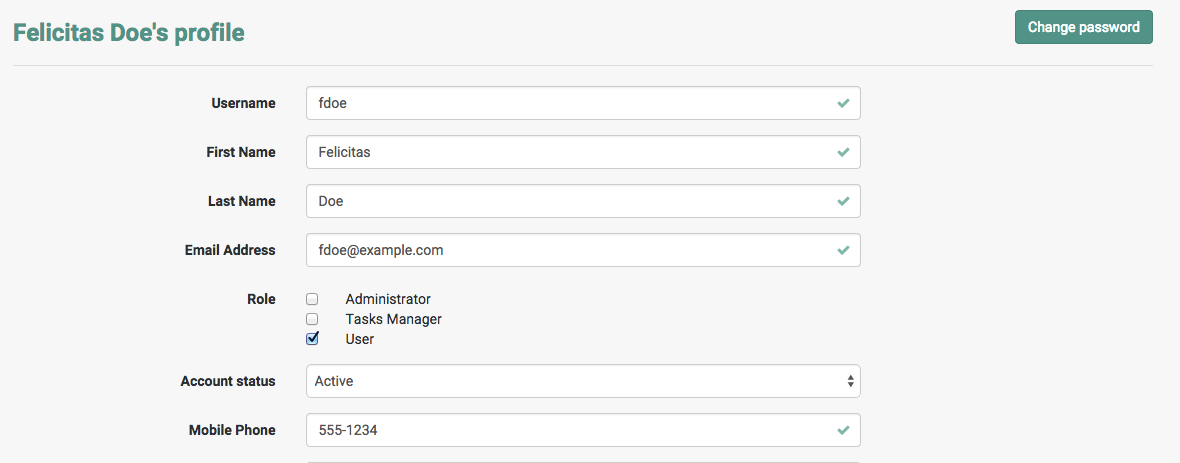 Felicitas Doe's profile
Change password
Username fdoe
First Name Felicitas
Last Name Doe
Email Address fdoe@example.com
Role Administrator
Tasks Manager
User
Account status Active
Mobile Phone 555-1234